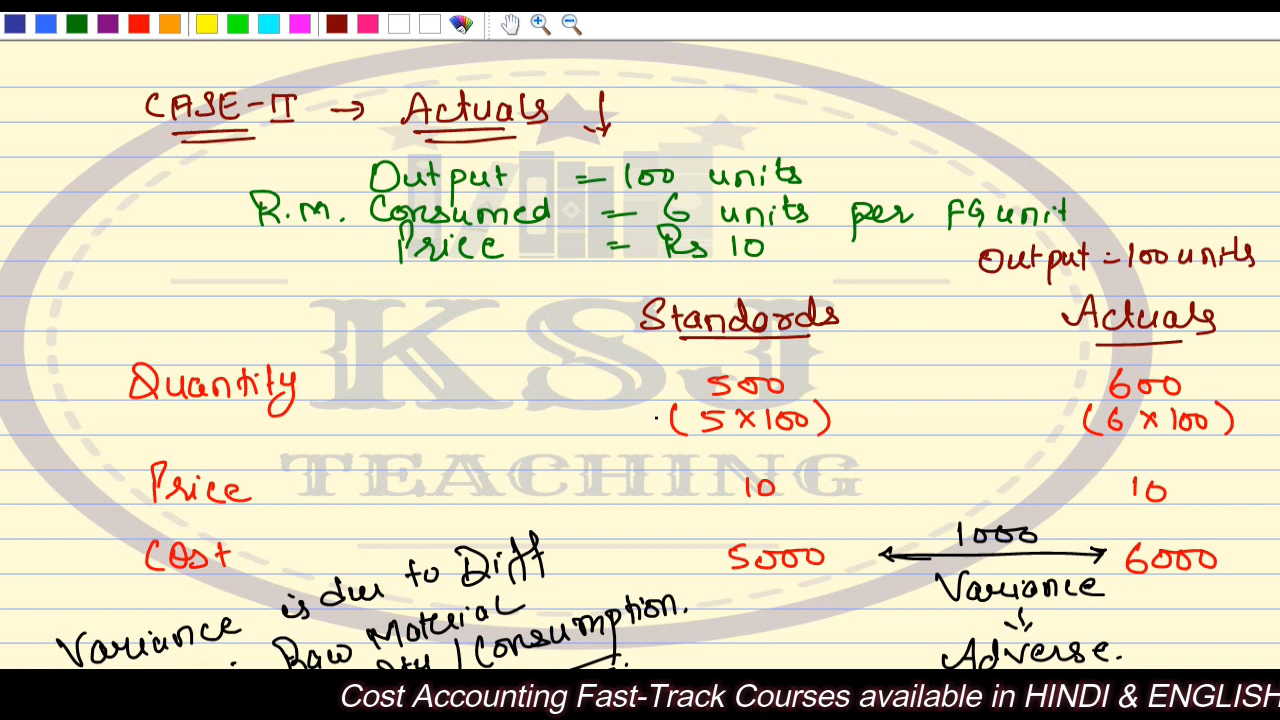 CASE-II → Actuals ↓
Output = 100 units
R.M. Consumed = 6 units per FG unit
Price = Rs 10
Output = 100 units
Standards Actuals
Quantity 500 600
(5 × 100) (6 × 100)
Price 10 10
Cost 5000 1000 6000
Variance
Adverse.
Variance is due to Diff
Raw Material
Qty / Consumption.
KSJ
TEACHING
Cost Accounting Fast-Track Courses available in HINDI & ENGLISH